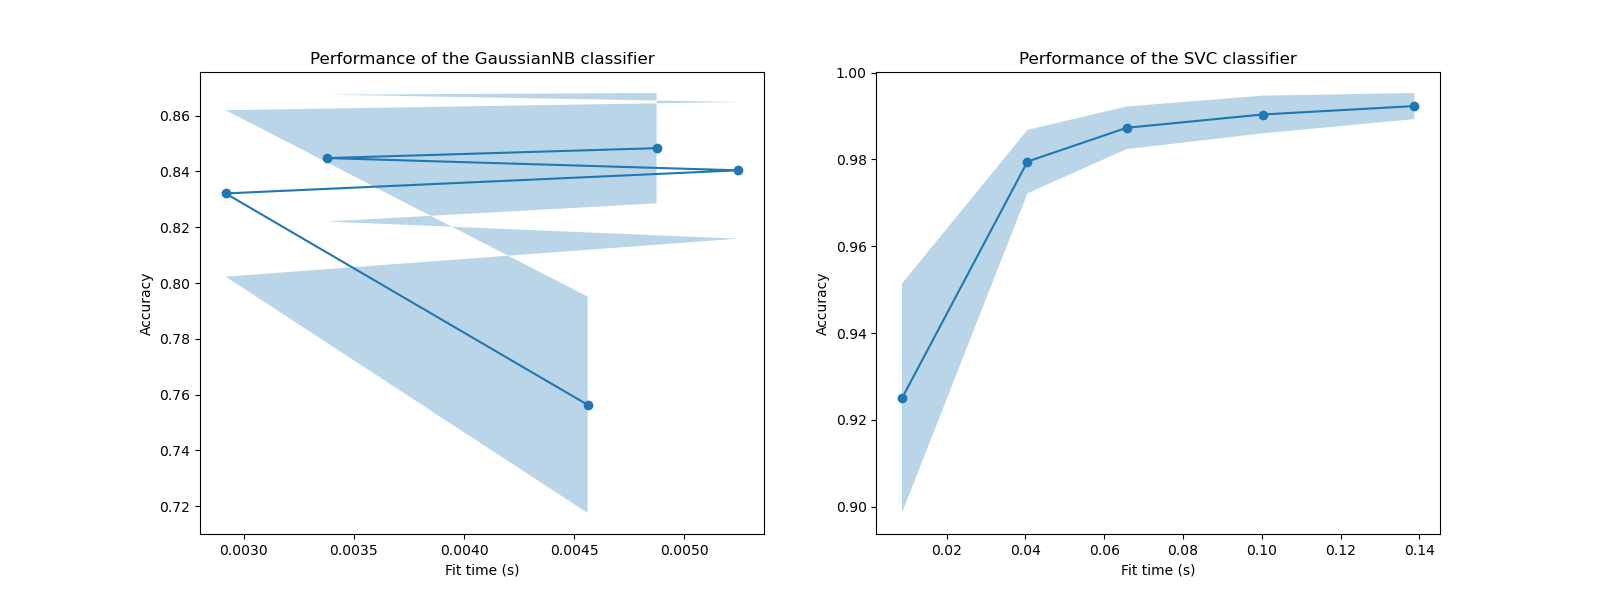 Performance of the GaussianNB classifier
Accuracy
0.86
0.84
0.82
0.80
0.78
0.76
0.74
0.72
0.0030 0.0035 0.0040 0.0045 0.0050
Fit time (s)
Performance of the SVC classifier
Accuracy
1.00
0.98
0.96
0.94
0.92
0.90
0.02 0.04 0.06 0.08 0.10 0.12 0.14
Fit time (s)